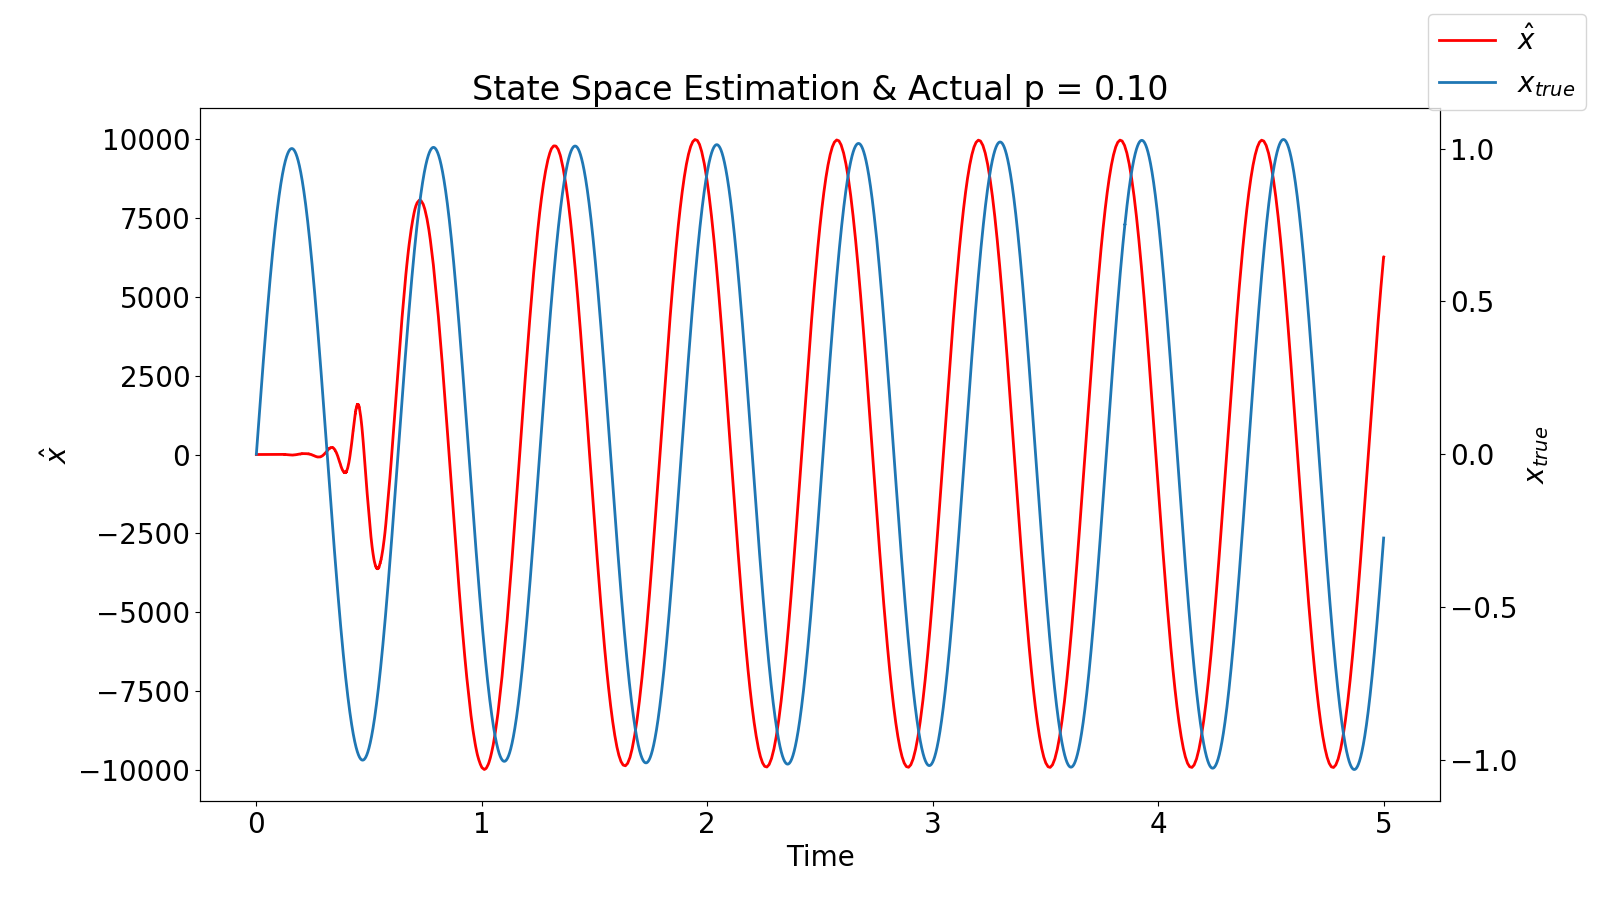 x̂
x_true
State Space Estimation & Actual p = 0.10
10000
7500
5000
2500
0
−2500
−5000
−7500
−10000
x̂
1.0
0.5
0.0
−0.5
−1.0
x_true
0 1 2 3 4 5
Time